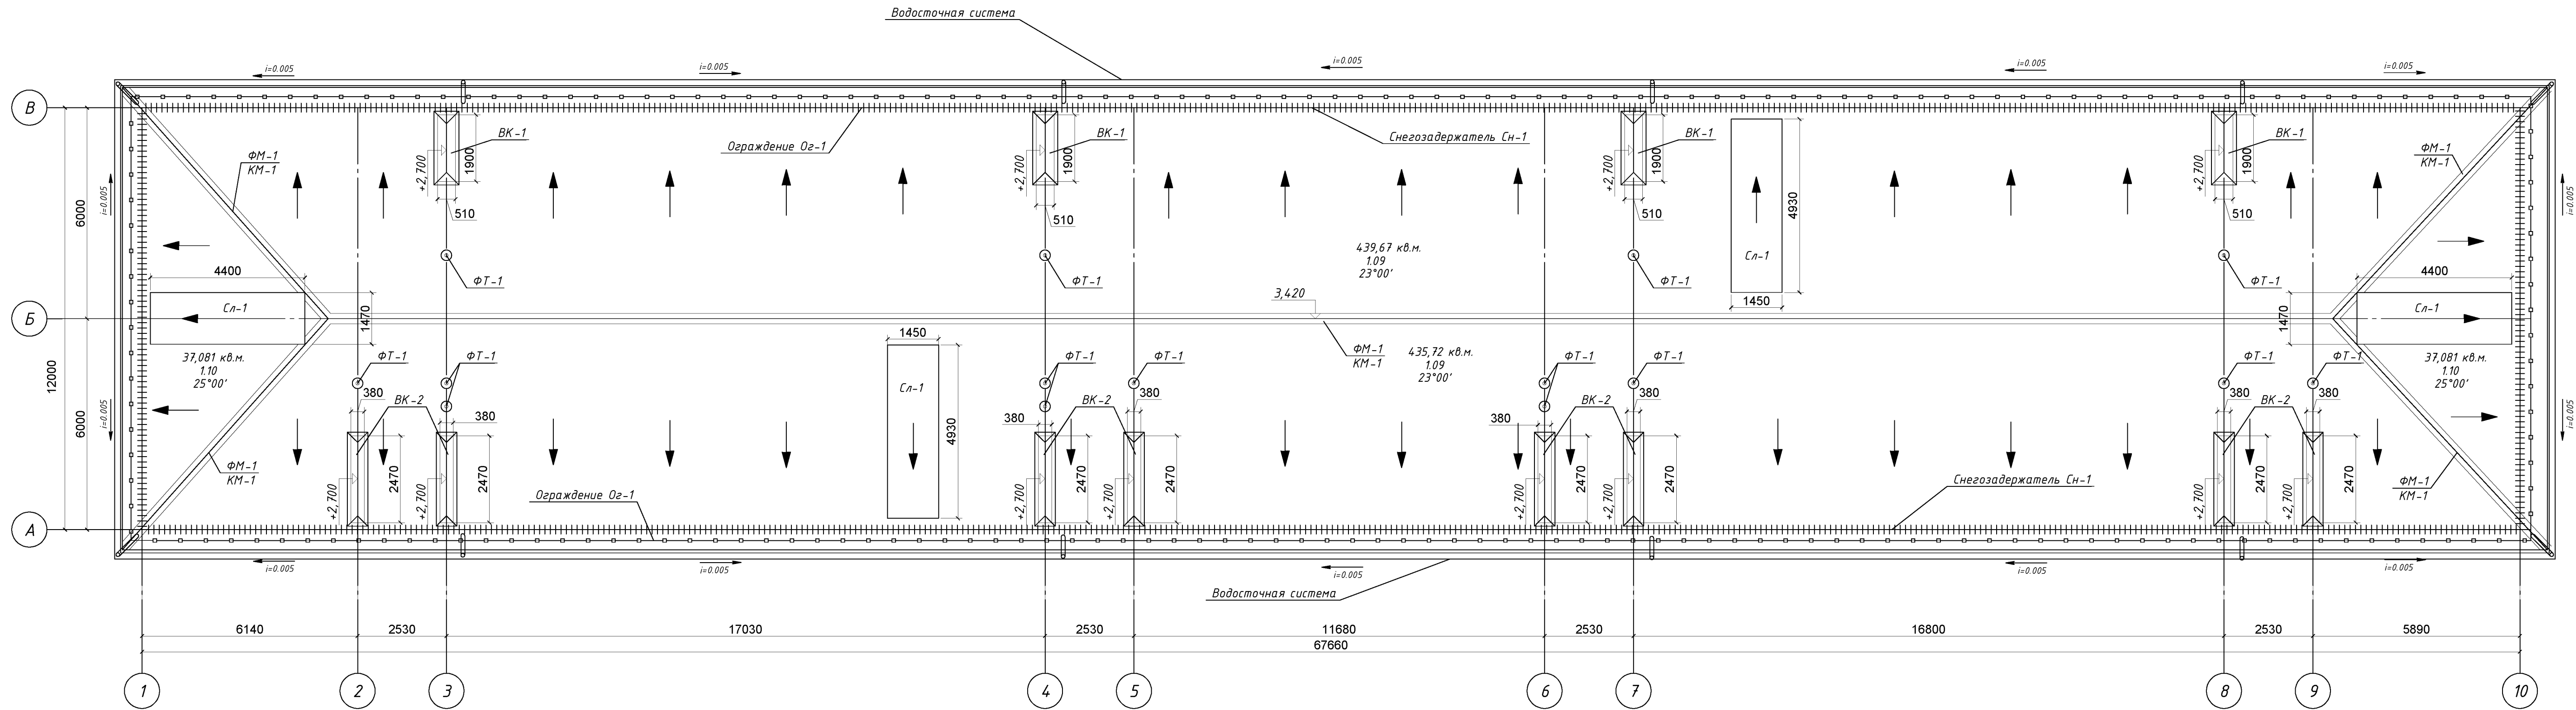 Водосточная система
i=0.005
i=0.005
i=0.005
i=0.005
i=0.005
В
Ограждение Ог-1
Снегозадержатель Сн-1
ВК-1
ВК-1
ВК-1
ВК-1
ФМ-1
КМ-1
ФМ-1
КМ-1
+2,700
1900
+2,700
1900
+2,700
1900
+2,700
1900
510
510
510
510
i=0.005
6000
4930
i=0.005
439,67 кв.м.
1.09
23°00'
Сл-1
4400
ФТ-1
ФТ-1
ФТ-1
ФТ-1
4400
3,420
1450
Б
Сл-1
1470
1470
Сл-1
1450
37,081 кв.м.
1.10
25°00'
ФТ-1
ФТ-1
ФТ-1
ФТ-1
ФМ-1
КМ-1
435,72 кв.м.
1.09
23°00'
ФТ-1
ФТ-1
ФТ-1
ФТ-1
37,081 кв.м.
1.10
25°00'
12000
6000
i=0.005
380
ВК-2
380
Сл-1
4930
380
ВК-2
380
380
ВК-2
380
380
ВК-2
380
i=0.005
ФМ-1
КМ-1
+2,700
2470
+2,700
2470
+2,700
2470
+2,700
2470
+2,700
2470
+2,700
2470
+2,700
2470
+2,700
2470
ФМ-1
КМ-1
Ограждение Ог-1
Снегозадержатель Сн-1
А
i=0.005
i=0.005
i=0.005
i=0.005
i=0.005
Водосточная система
6140
2530
17030
2530
11680
2530
16800
2530
5890
67660
1
2
3
4
5
6
7
8
9
10